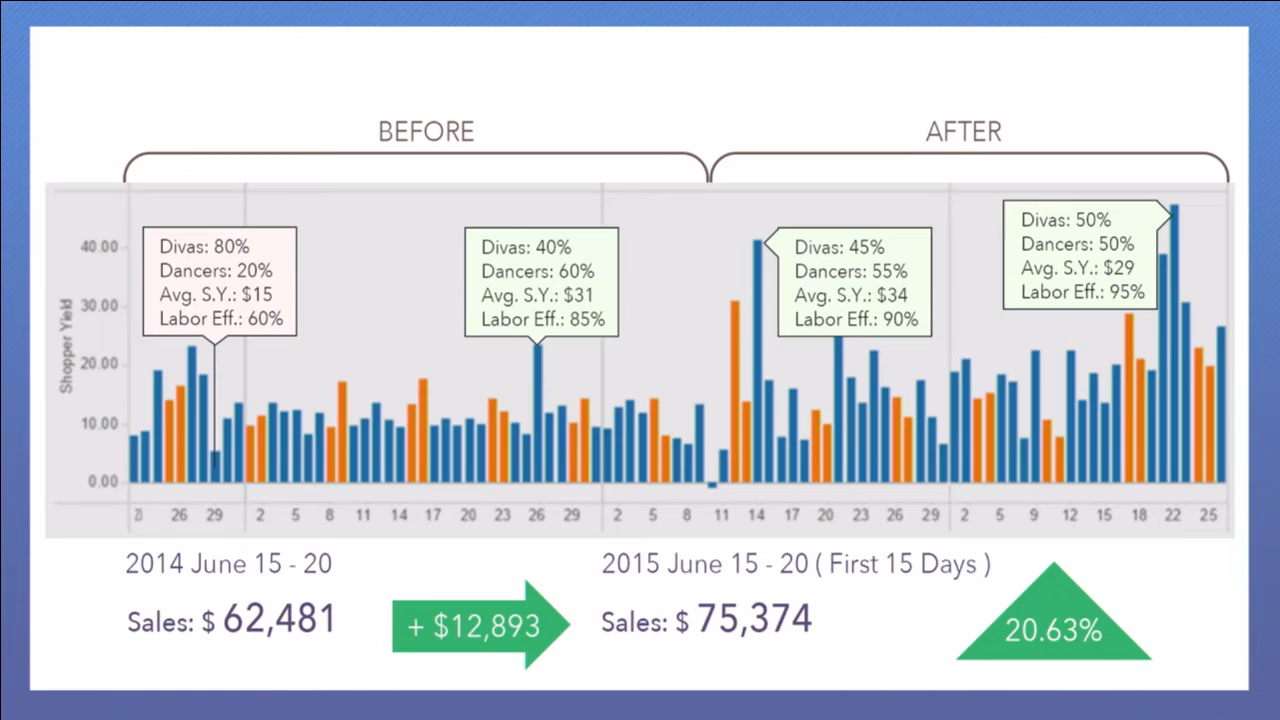 BEFORE
AFTER
Divas: 80%
Dancers: 20%
Avg. S.Y.: $15
Labor Eff.: 60%
Divas: 40%
Dancers: 60%
Avg. S.Y.: $31
Labor Eff.: 85%
Divas: 45%
Dancers: 55%
Avg. S.Y.: $34
Labor Eff.: 90%
Divas: 50%
Dancers: 50%
Avg. S.Y.: $29
Labor Eff.: 95%
Shopper Yield
40.00
30.00
20.00
10.00
0.00
26 29 2 5 8 11 14 17 20 23 26 29 2 5 8 11 14 17 20 23 26 29 2 5 9 12 15 18 22 25
2014 June 15 - 20
2015 June 15 - 20 ( First 15 Days )
Sales: $ 62,481
+ $12,893
Sales: $ 75,374
20.63%